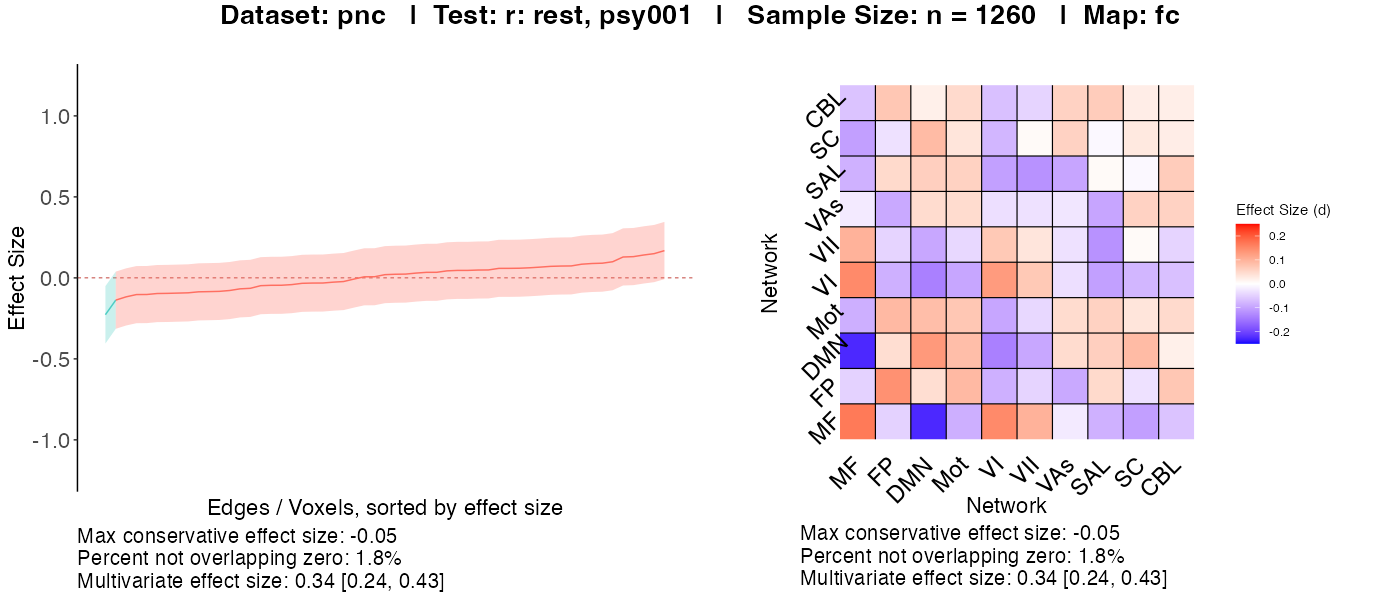 Dataset: pnc | Test: r: rest, psy001 | Sample Size: n = 1260 | Map: fc
Effect Size
1.0
0.5
0.0
-0.5
-1.0
Edges / Voxels, sorted by effect size
Max conservative effect size: -0.05
Percent not overlapping zero: 1.8%
Multivariate effect size: 0.34 [0.24, 0.43]
Network
CBL
SC
SAL
VAs
VII
VI
Mot
DMN
FP
MF
MF
FP
DMN
Mot
VI
VII
VAs
SAL
SC
CBL
Network
Max conservative effect size: -0.05
Percent not overlapping zero: 1.8%
Multivariate effect size: 0.34 [0.24, 0.43]
Effect Size (d)
0.2
0.1
0.0
-0.1
-0.2